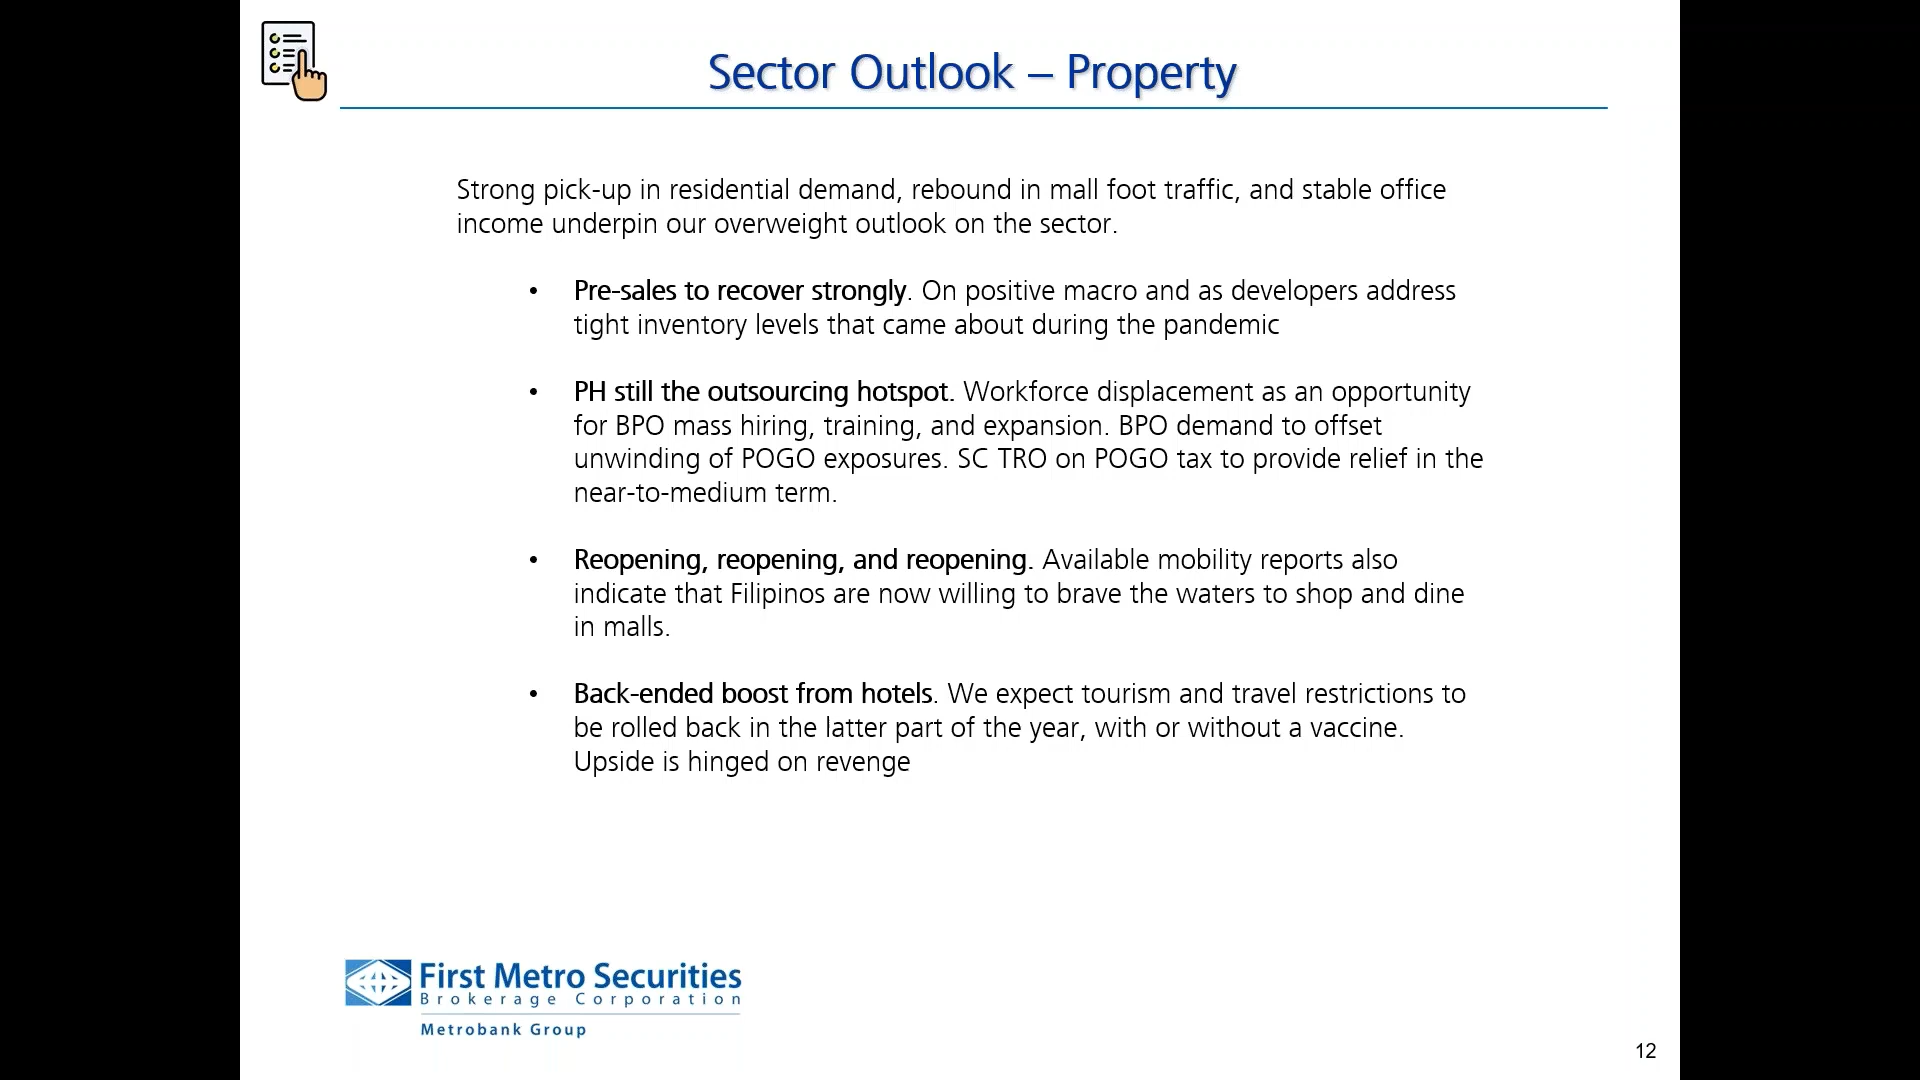 Sector Outlook – Property
Strong pick-up in residential demand, rebound in mall foot traffic, and stable office
income underpin our overweight outlook on the sector.
• Pre-sales to recover strongly. On positive macro and as developers address
tight inventory levels that came about during the pandemic
• PH still the outsourcing hotspot. Workforce displacement as an opportunity
for BPO mass hiring, training, and expansion. BPO demand to offset
unwinding of POGO exposures. SC TRO on POGO tax to provide relief in the
near-to-medium term.
• Reopening, reopening, and reopening. Available mobility reports also
indicate that Filipinos are now willing to brave the waters to shop and dine
in malls.
• Back-ended boost from hotels. We expect tourism and travel restrictions to
be rolled back in the latter part of the year, with or without a vaccine.
Upside is hinged on revenge
First Metro Securities
Brokerage Corporation
Metrobank Group
12